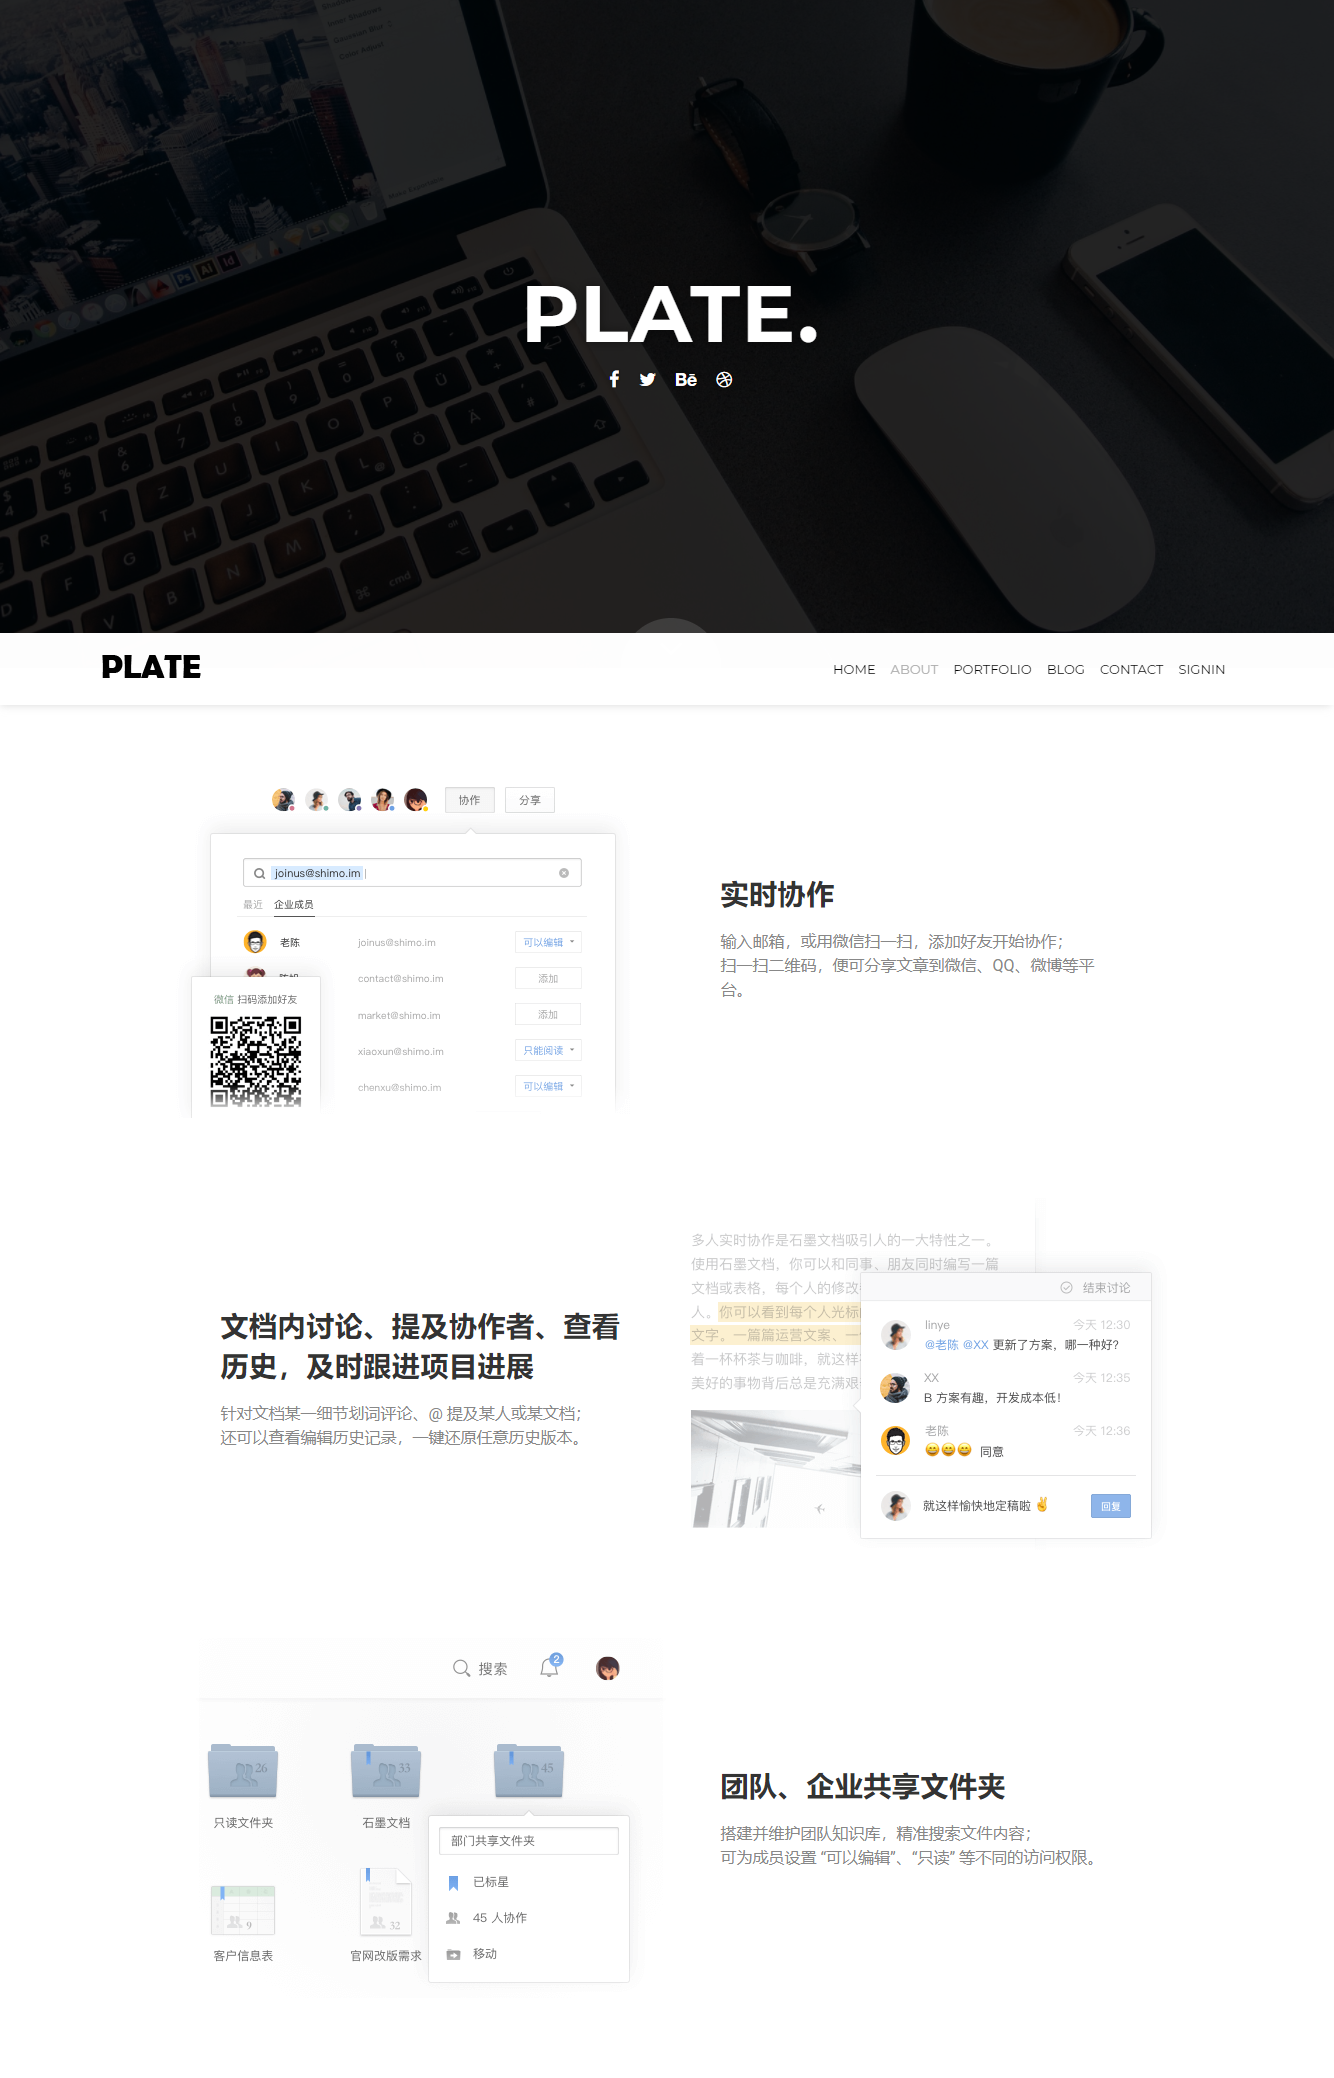 PLATE.
Bē
PLATE
HOME ABOUT PORTFOLIO BLOG CONTACT SIGNIN
协作 分享
joinus@shimo.im
最近 企业成员
老陈 joinus@shimo.im 可以编辑
contact@shimo.im 添加
market@shimo.im 添加
xiaoxun@shimo.im 只能阅读
chenxu@shimo.im 可以编辑
微信 扫码添加好友
实时协作
输入邮箱，或用微信扫一扫，添加好友开始协作；
扫一扫二维码，便可分享文章到微信、QQ、微博等平
台。
文档内讨论、提及协作者、查看
历史，及时跟进项目进展
针对文档某一细节划词评论、@ 提及某人或某文档；
还可以查看编辑历史记录，一键还原任意历史版本。
多人实时协作是石墨文档吸引人的一大特性之一。
使用石墨文档，你可以和同事、朋友同时编写一篇
文档或表格，每个人的修改
人。你可以看到每个人光标
文字。一篇篇运营文案、一
着一杯杯茶与咖啡，就这样
美好的事物背后总是充满艰
结束讨论
linye 今天 12:30
@老陈 @XX 更新了方案，哪一种好？
XX 今天 12:35
B 方案有趣，开发成本低！
老陈 今天 12:36
😄😄😄 同意
就这样愉快地定稿啦 ✌ 回复
搜索 2
26 33 45
只读文件夹 石墨文档
部门共享文件夹
已标星
45 人协作
移动
9 32
客户信息表 官网改版需求
团队、企业共享文件夹
搭建并维护团队知识库，精准搜索文件内容；
可为成员设置 “可以编辑”、“只读” 等不同的访问权限。